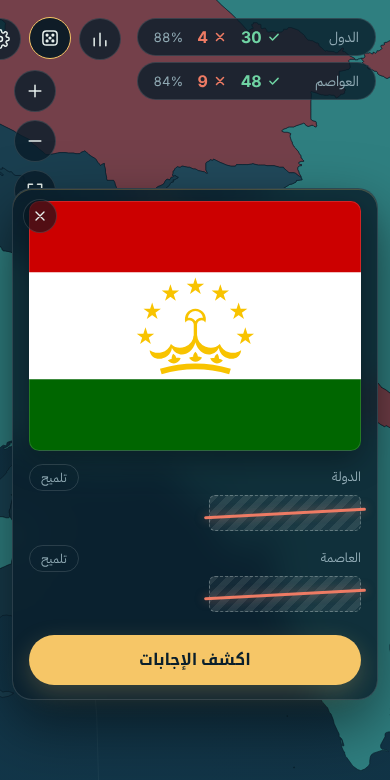 الدول 30 4 88%
العواصم 48 9 84%
الدولة
تلميح
العاصمة
تلميح
اكشف الإجابات